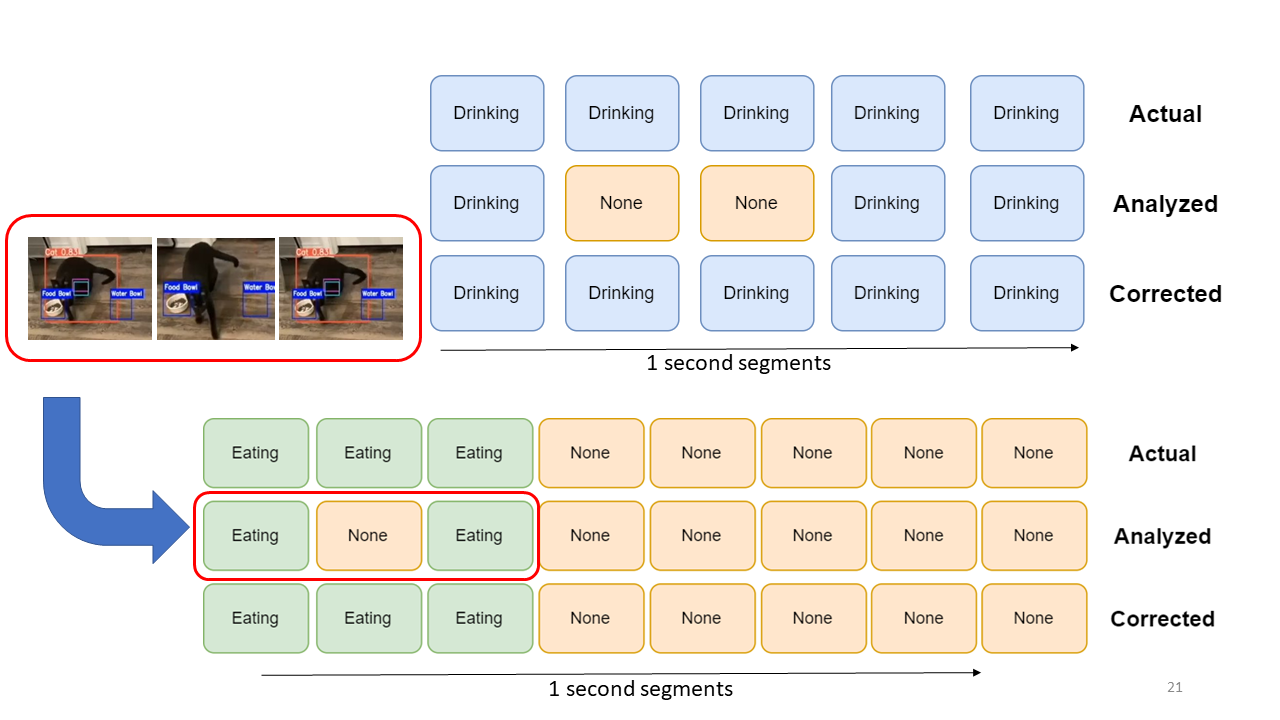 Drinking Drinking Drinking Drinking Drinking Actual
Drinking None None Drinking Drinking Analyzed
Drinking Drinking Drinking Drinking Drinking Corrected
1 second segments
Cat 0.83
Food Bowl Water Bowl
Food Bowl Water Bowl
Cat 0.83
Food Bowl Water Bowl
Eating Eating Eating None None None None None Actual
Eating None Eating None None None None None Analyzed
Eating Eating Eating None None None None None Corrected
1 second segments
21